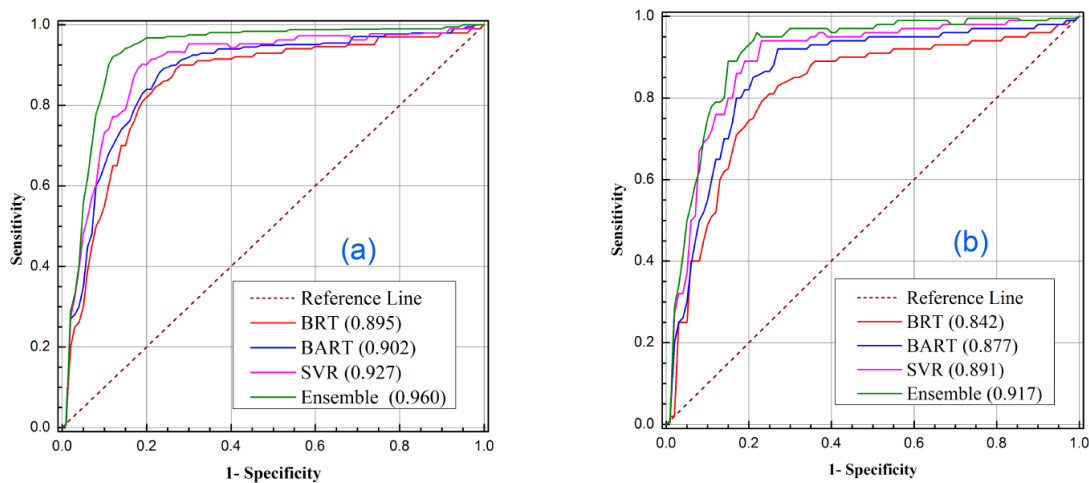 1.0
0.8
0.6
0.4
0.2
0.0
Sensitivity
(a)
Reference Line
BRT (0.895)
BART (0.902)
SVR (0.927)
Ensemble (0.960)
0.0 0.2 0.4 0.6 0.8 1.0
1- Specificity
1.0
0.8
0.6
0.4
0.2
0.0
Sensitivity
(b)
Reference Line
BRT (0.842)
BART (0.877)
SVR (0.891)
Ensemble (0.917)
0.0 0.2 0.4 0.6 0.8 1.0
1- Specificity